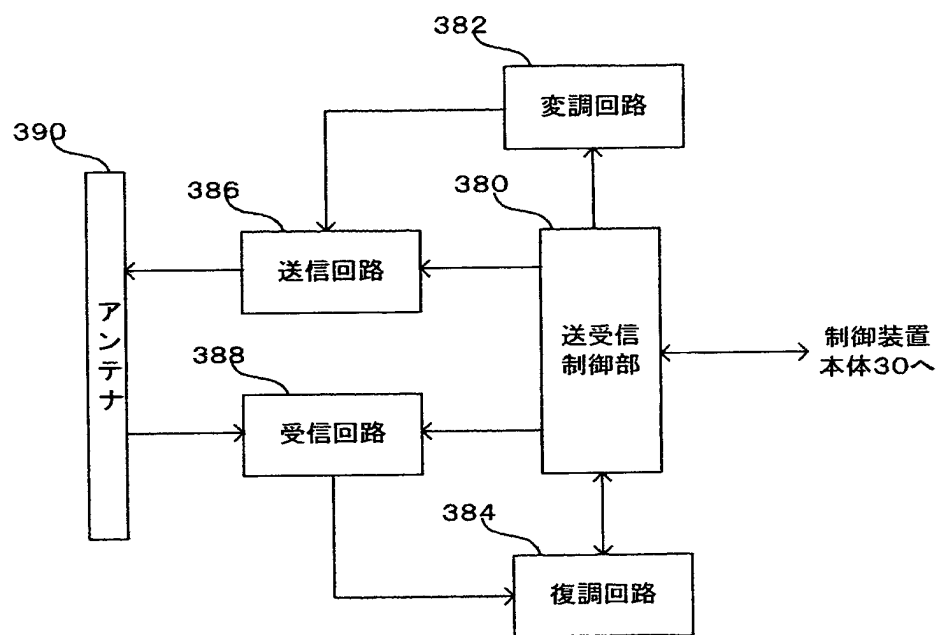 382
変調回路
390
386
380
送信回路
アンテナ
送受信
制御部
制御装置
本体30へ
388
受信回路
384
復調回路